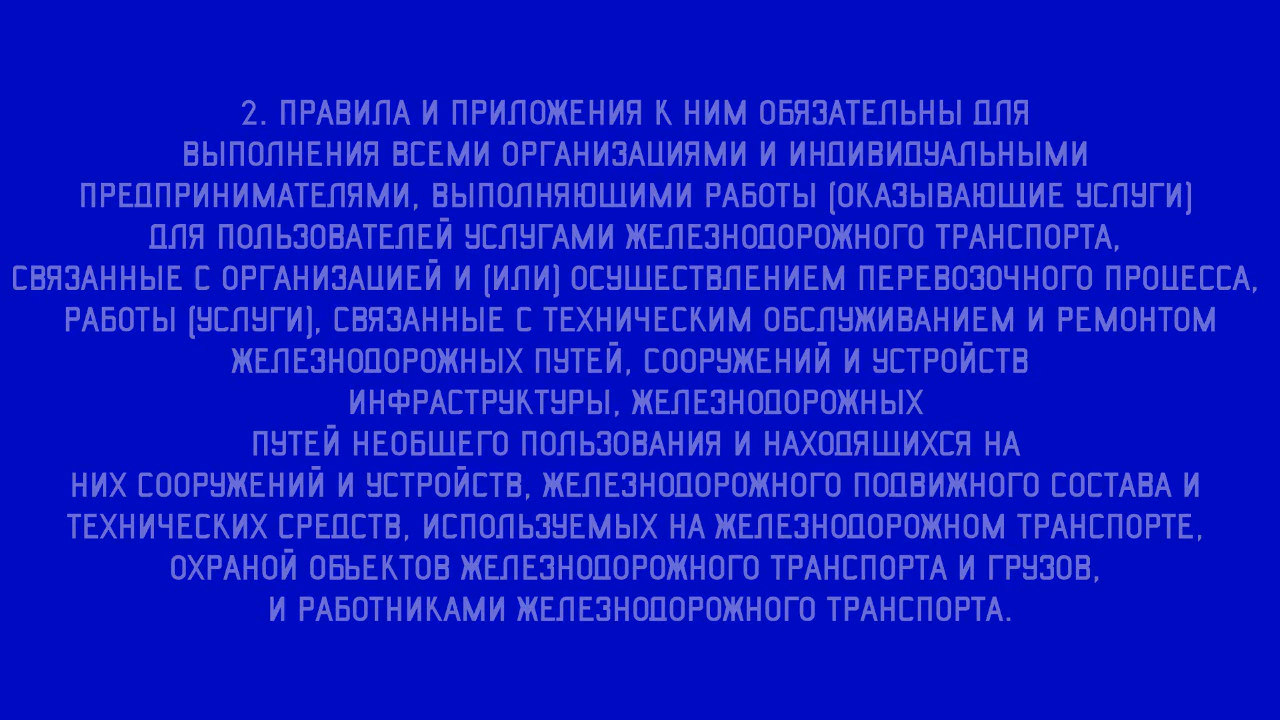 2. ПРАВИЛА И ПРИЛОЖЕНИЯ К НИМ ОБЯЗАТЕЛЬНЫ ДЛЯ
ВЫПОЛНЕНИЯ ВСЕМИ ОРГАНИЗАЦИЯМИ И ИНДИВИДУАЛЬНЫМИ
ПРЕДПРИНИМАТЕЛЯМИ, ВЫПОЛНЯЮЩИМИ РАБОТЫ (ОКАЗЫВАЮЩИЕ УСЛУГИ)
ДЛЯ ПОЛЬЗОВАТЕЛЕЙ УСЛУГАМИ ЖЕЛЕЗНОДОРОЖНОГО ТРАНСПОРТА,
СВЯЗАННЫЕ С ОРГАНИЗАЦИЕЙ И (ИЛИ) ОСУЩЕСТВЛЕНИЕМ ПЕРЕВОЗОЧНОГО ПРОЦЕССА,
РАБОТЫ (УСЛУГИ), СВЯЗАННЫЕ С ТЕХНИЧЕСКИМ ОБСЛУЖИВАНИЕМ И РЕМОНТОМ
ЖЕЛЕЗНОДОРОЖНЫХ ПУТЕЙ, СООРУЖЕНИЙ И УСТРОЙСТВ
ИНФРАСТРУКТУРЫ, ЖЕЛЕЗНОДОРОЖНЫХ
ПУТЕЙ НЕОБЩЕГО ПОЛЬЗОВАНИЯ И НАХОДЯЩИХСЯ НА
НИХ СООРУЖЕНИЙ И УСТРОЙСТВ, ЖЕЛЕЗНОДОРОЖНОГО ПОДВИЖНОГО СОСТАВА И
ТЕХНИЧЕСКИХ СРЕДСТВ, ИСПОЛЬЗУЕМЫХ НА ЖЕЛЕЗНОДОРОЖНОМ ТРАНСПОРТЕ,
ОХРАНОЙ ОБЪЕКТОВ ЖЕЛЕЗНОДОРОЖНОГО ТРАНСПОРТА И ГРУЗОВ,
И РАБОТНИКАМИ ЖЕЛЕЗНОДОРОЖНОГО ТРАНСПОРТА.